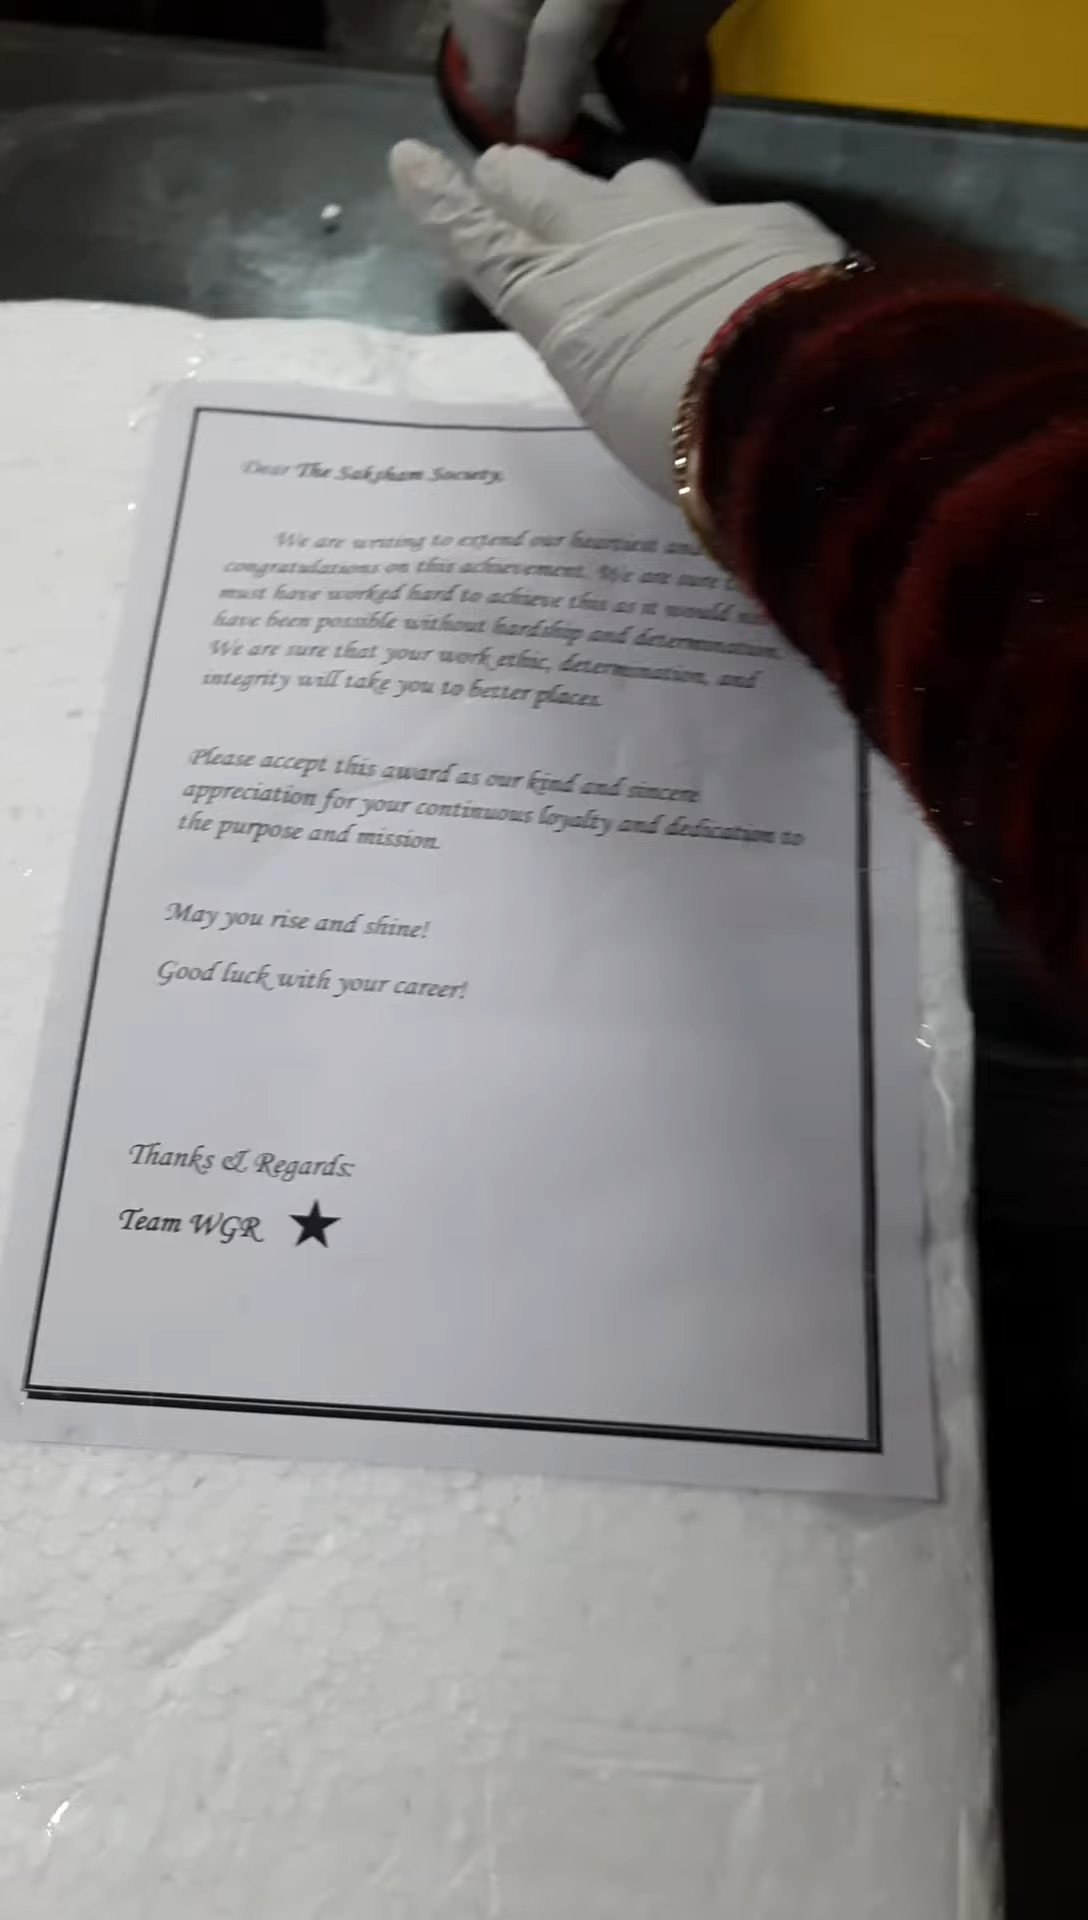 Dear The Saksham Society,
We are writing to extend our heartiest and
congratulations on this achievement. We are sure
must have worked hard to achieve this as it would
have been possible without hardship and determination.
We are sure that your work ethic, determination, and
integrity will take you to better places.
Please accept this award as our kind and sincere
appreciation for your continuous loyalty and dedication to
the purpose and mission.
May you rise and shine!
Good luck with your career!
Thanks & Regards:
Team WGR